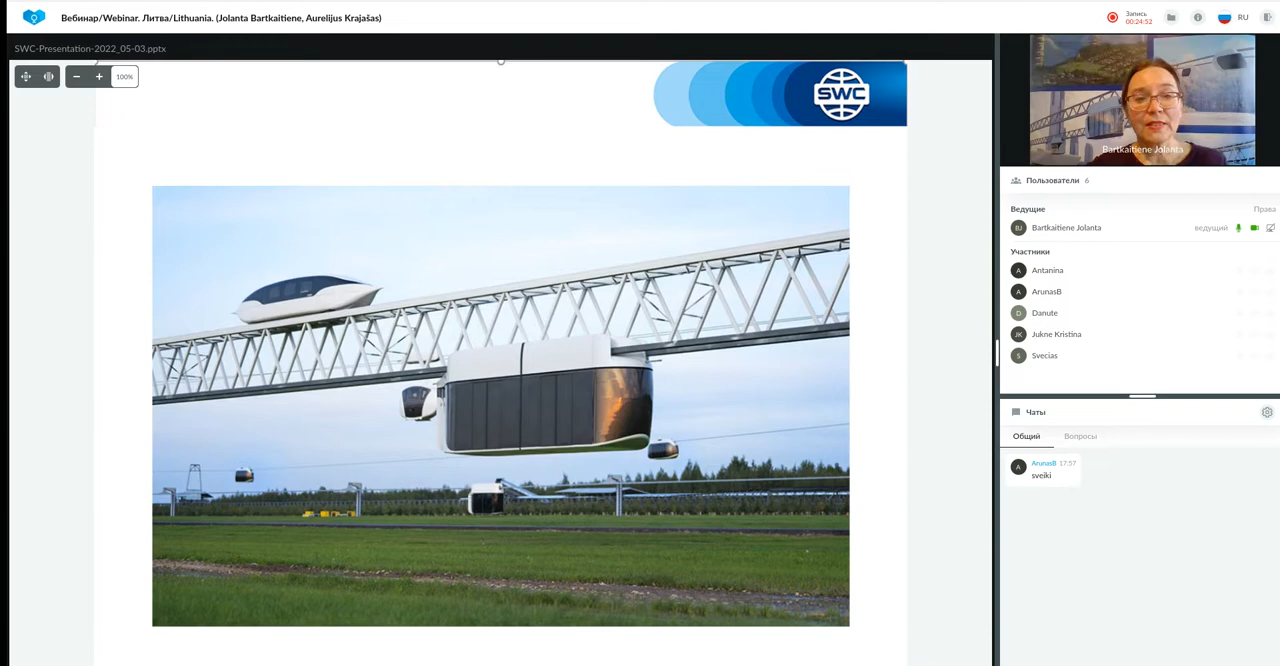 Вебинар/Webinar. Литва/Lithuania. (Jolanta Bartkaitiene, Aurelijus Krajašas)
Запись
00:24:52
RU
SWC-Presentation-2022_05-03.pptx
100%
SWC
Bartkaitiene Jolanta
Пользователи 6
Ведущие Права
BJ Bartkaitiene Jolanta ведущий
Участники
A Antanina
A ArunasB
D Danute
JK Jukne Kristina
S Svecias
Чаты
Общий Вопросы
A ArunasB 17:57
sveiki